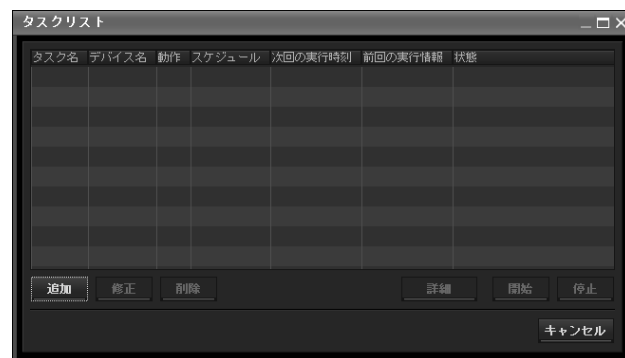 タスクリスト
タスク名 デバイス名 動作 スケジュール 次回の実行時刻 前回の実行情報 状態
追加 修正 削除 詳細 開始 停止
キャンセル